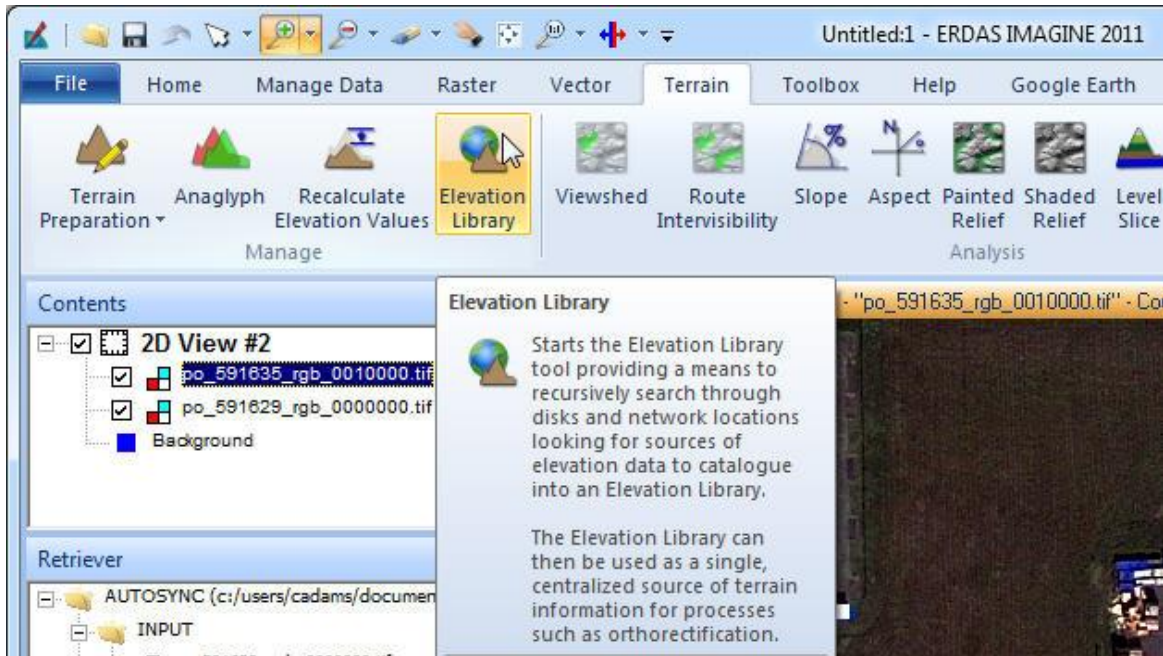 Untitled:1 - ERDAS IMAGINE 2011
File Home Manage Data Raster Vector Terrain Toolbox Help Google Earth
Terrain Preparation
Anaglyph
Recalculate Elevation Values
Elevation Library
Viewshed
Route Intervisibility
Slope
Aspect
Painted Relief
Shaded Relief
Level Slice
Manage
Analysis
Contents
2D View #2
po_591635_rgb_0010000.tif
po_591629_rgb_0000000.tif
Background
Retriever
AUTOSYNC (c:/users/cadams/documen
INPUT
Elevation Library
Starts the Elevation Library
tool providing a means to
recursively search through
disks and network locations
looking for sources of
elevation data to catalogue
into an Elevation Library.
The Elevation Library can
then be used as a single,
centralized source of terrain
information for processes
such as orthorectification.
- "po_591635_rgb_0010000.tif" - Co